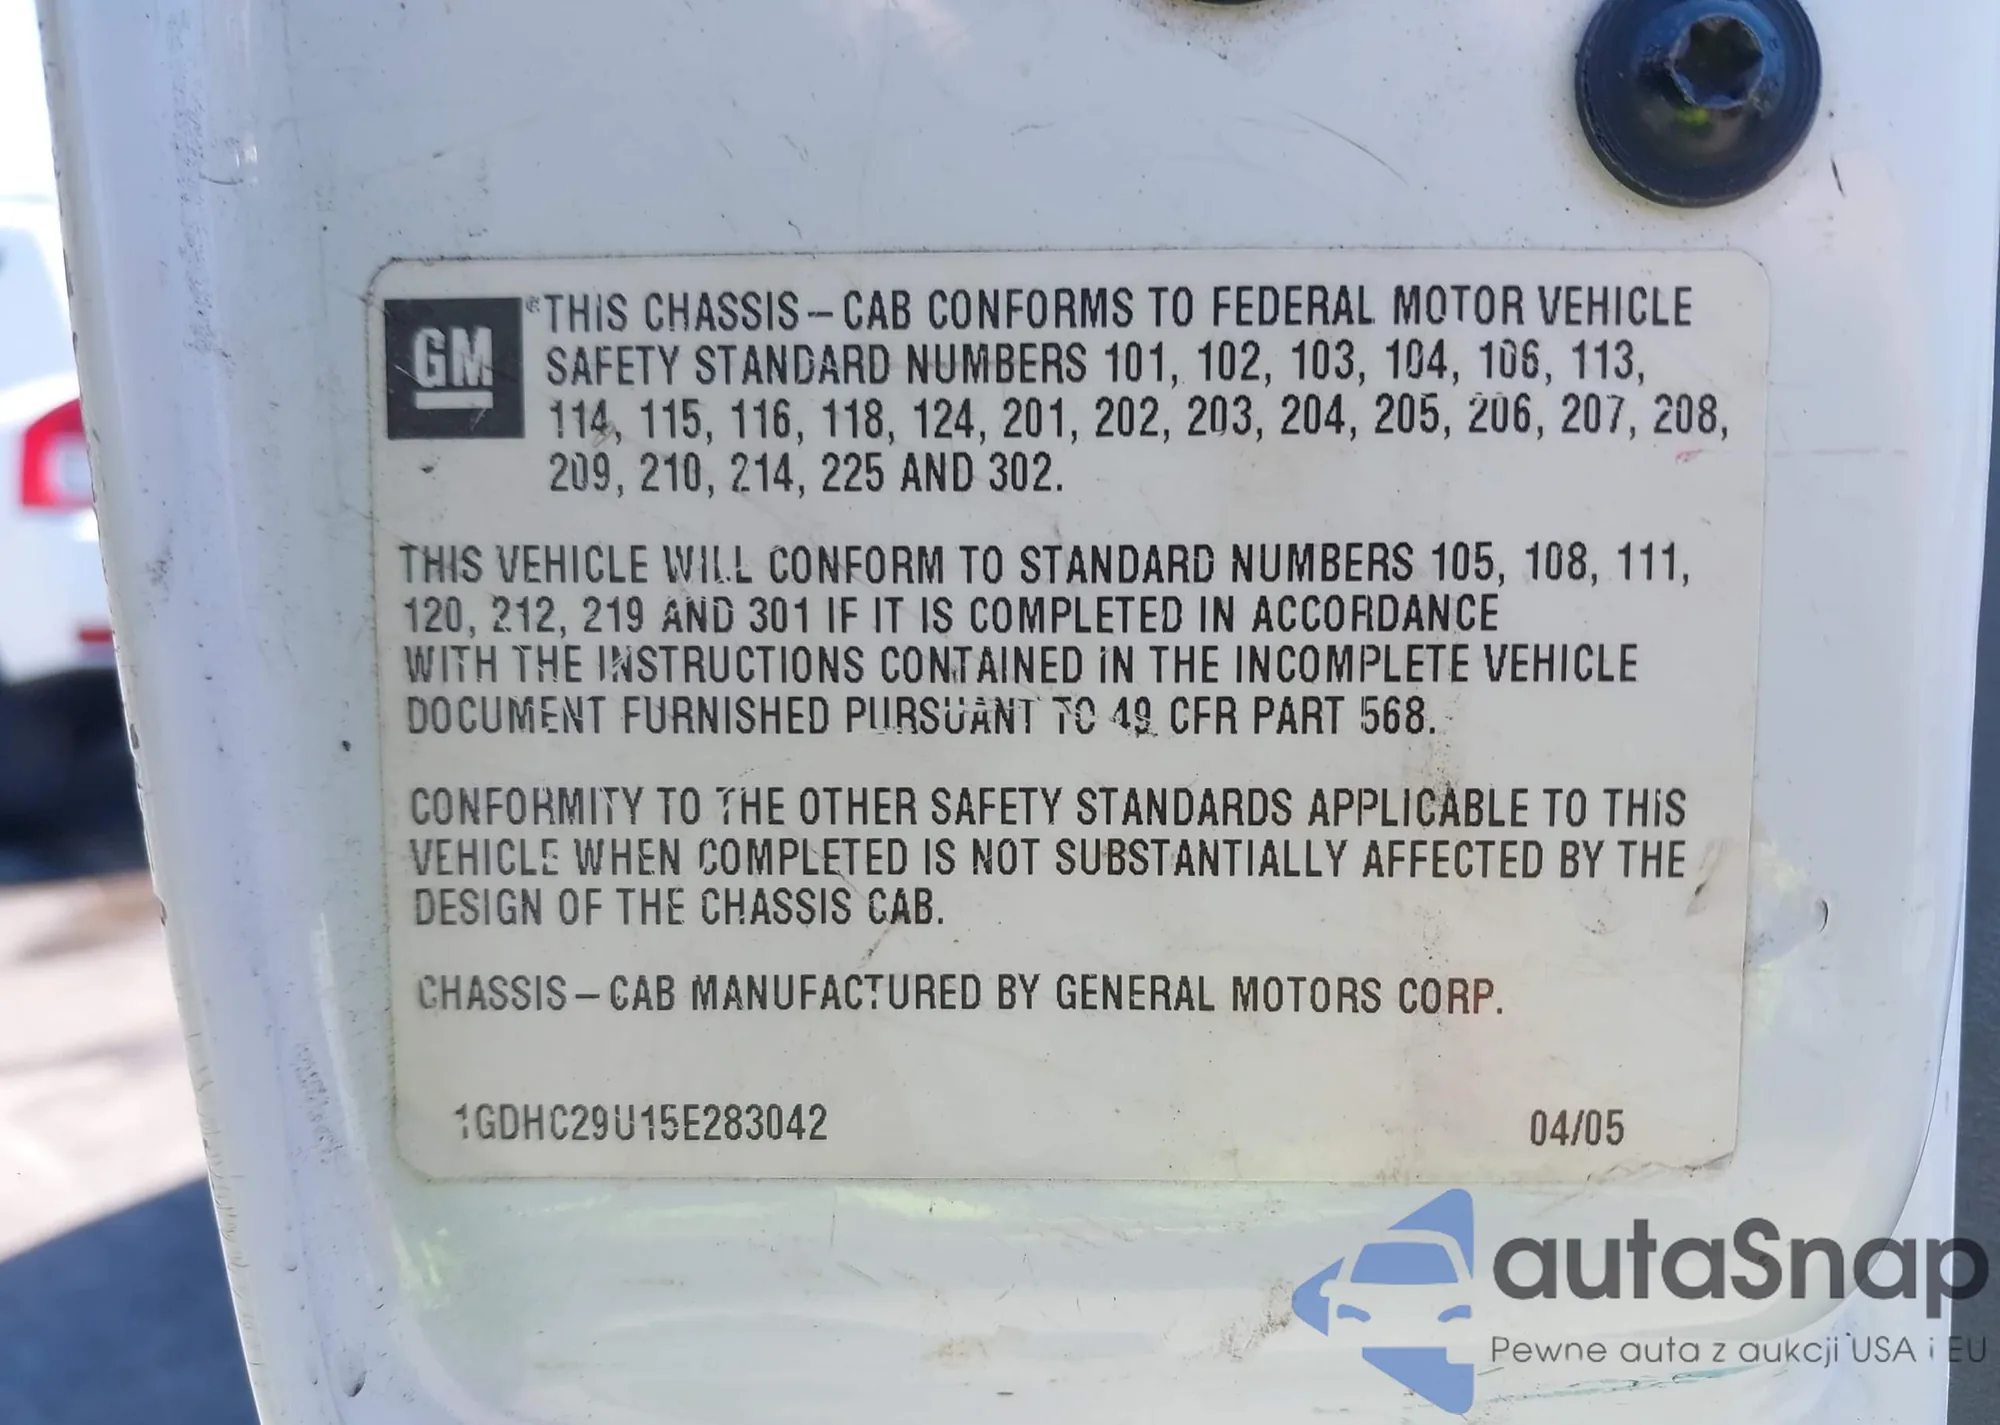 GM
®THIS CHASSIS – CAB CONFORMS TO FEDERAL MOTOR VEHICLE
SAFETY STANDARD NUMBERS 101, 102, 103, 104, 106, 113,
114, 115, 116, 118, 124, 201, 202, 203, 204, 205, 206, 207, 208,
209, 210, 214, 225 AND 302.
THIS VEHICLE WILL CONFORM TO STANDARD NUMBERS 105, 108, 111,
120, 212, 219 AND 301 IF IT IS COMPLETED IN ACCORDANCE
WITH THE INSTRUCTIONS CONTAINED IN THE INCOMPLETE VEHICLE
DOCUMENT FURNISHED PURSUANT TO 49 CFR PART 568.
CONFORMITY TO THE OTHER SAFETY STANDARDS APPLICABLE TO THIS
VEHICLE WHEN COMPLETED IS NOT SUBSTANTIALLY AFFECTED BY THE
DESIGN OF THE CHASSIS CAB.
CHASSIS – CAB MANUFACTURED BY GENERAL MOTORS CORP.
1GDHC29U15E283042 04/05
autaSnap
Pewne auta z aukcji USA i EU